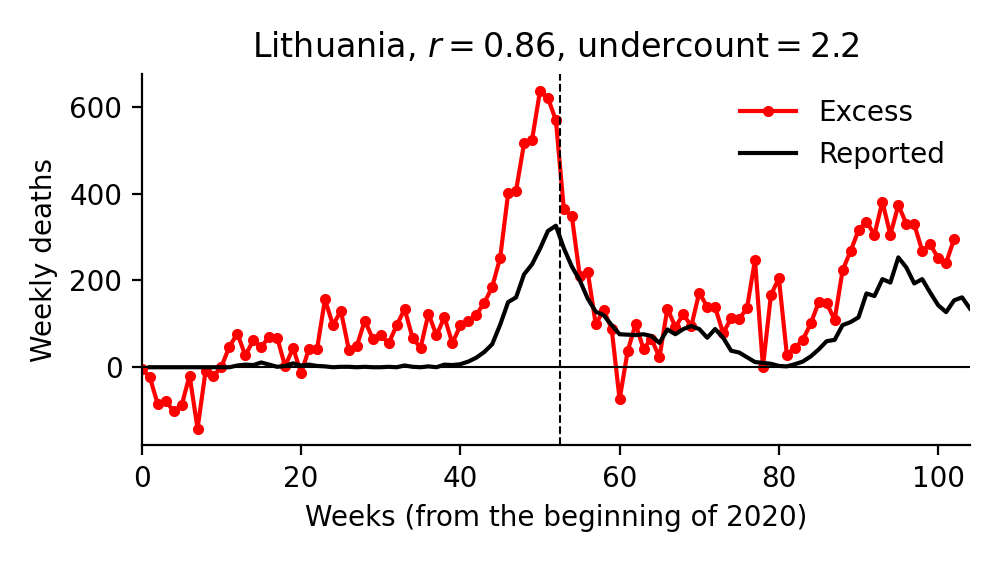 Lithuania, r = 0.86, undercount = 2.2
Excess
Reported
Weekly deaths
600
400
200
0
0 20 40 60 80 100
Weeks (from the beginning of 2020)